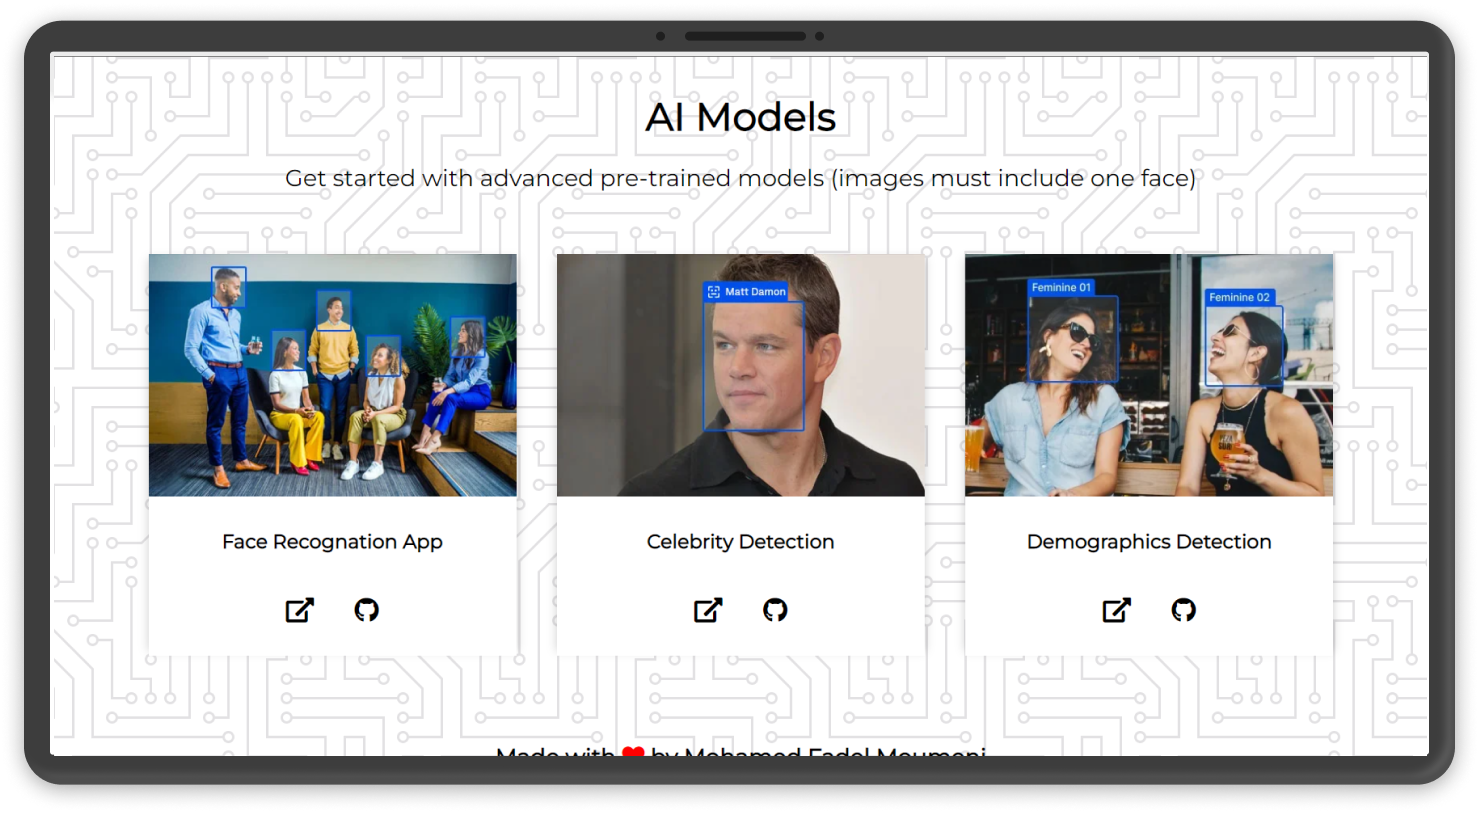 AI Models
Get started with advanced pre-trained models (images must include one face)
Matt Damon
Feminine 01
Feminine 02
Face Recognation App
Celebrity Detection
Demographics Detection
Made with ❤ by Mohamed Fadel Moumeni